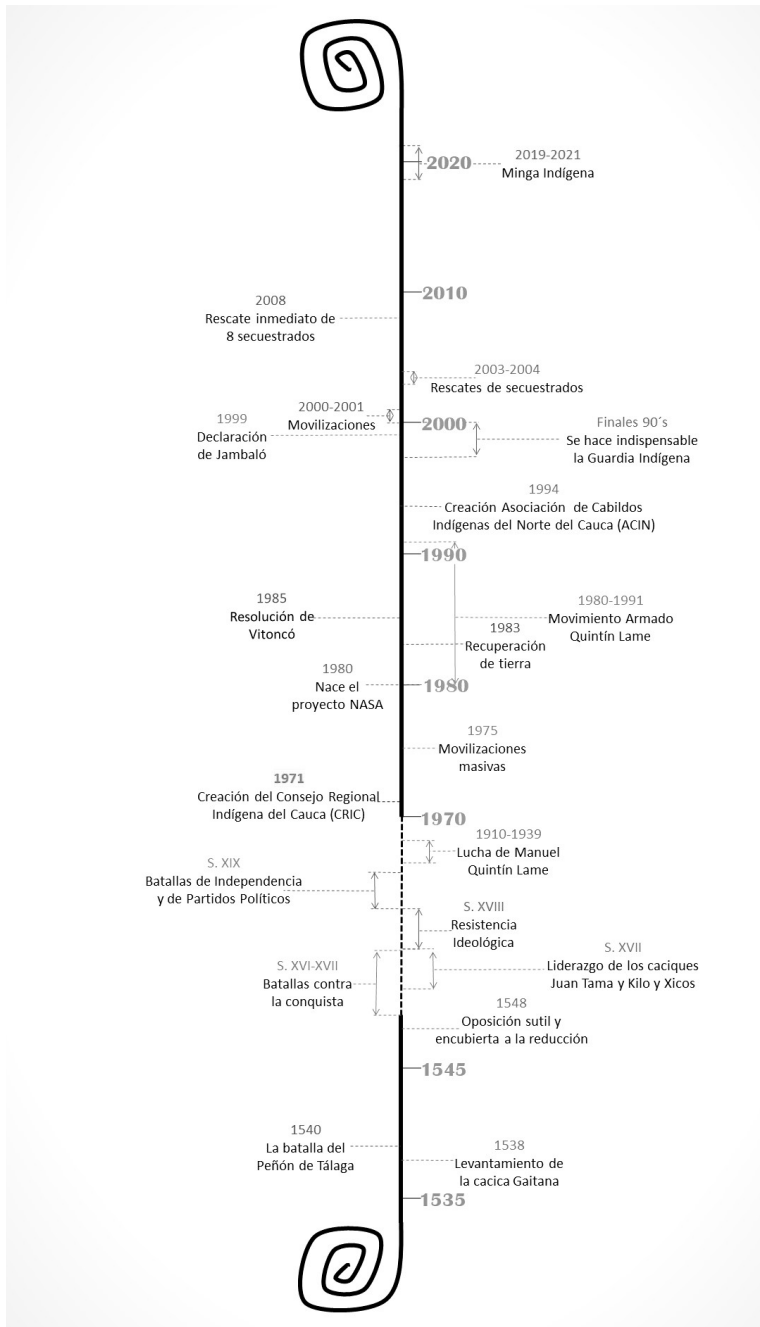 2020
2019-2021
Minga Indígena
2010
2008
Rescate inmediato de
8 secuestrados
2003-2004
Rescates de secuestrados
2000-2001
Movilizaciones
2000
1999
Declaración
de Jambaló
Finales 90´s
Se hace indispensable
la Guardia Indígena
1994
Creación Asociación de Cabildos
Indígenas del Norte del Cauca (ACIN)
1990
1985
Resolución de
Vitoncó
1980-1991
Movimiento Armado
Quintín Lame
1983
Recuperación
de tierra
1980
Nace el
proyecto NASA
1980
1975
Movilizaciones
masivas
1971
Creación del Consejo Regional
Indígena del Cauca (CRIC)
1970
1910-1939
Lucha de Manuel
Quintín Lame
S. XIX
Batallas de Independencia
y de Partidos Políticos
S. XVIII
Resistencia
Ideológica
S. XVII
Liderazgo de los caciques
Juan Tama y Kilo y Xicos
S. XVI-XVII
Batallas contra
la conquista
1548
Oposición sutil y
encubierta a la reducción
1545
1540
La batalla del
Peñón de Tálaga
1538
Levantamiento de
la cacica Gaitana
1535